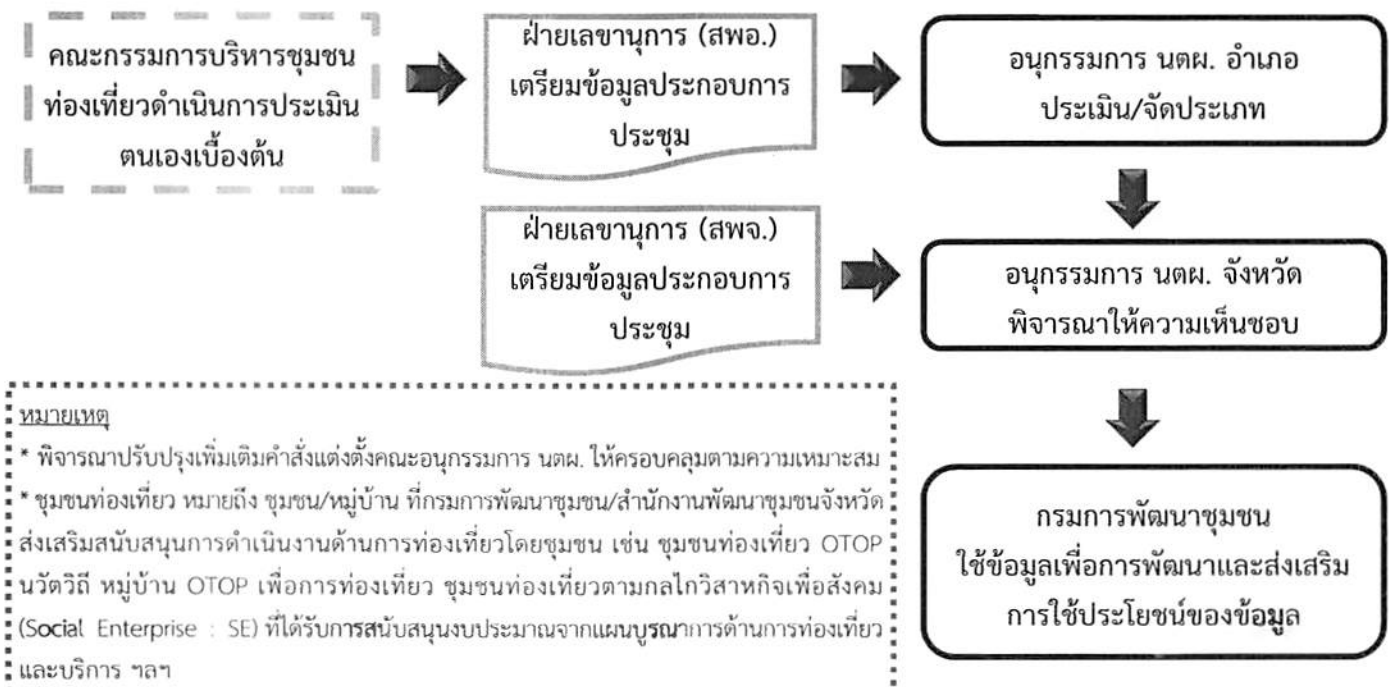 คณะกรรมการบริหารชุมชน
ท่องเที่ยวดำเนินการประเมิน
ตนเองเบื้องต้น
ฝ่ายเลขานุการ (สพอ.)
เตรียมข้อมูลประกอบการ
ประชุม
อนุกรรมการ นตผ. อำเภอ
ประเมิน/จัดประเภท
ฝ่ายเลขานุการ (สพจ.)
เตรียมข้อมูลประกอบการ
ประชุม
อนุกรรมการ นตผ. จังหวัด
พิจารณาให้ความเห็นชอบ
หมายเหตุ
* พิจารณาปรับปรุงเพิ่มเติมคำสั่งแต่งตั้งคณะอนุกรรมการ นตผ. ให้ครอบคลุมตามความเหมาะสม
* ชุมชนท่องเที่ยว หมายถึง ชุมชน/หมู่บ้าน ที่กรมการพัฒนาชุมชน/สำนักงานพัฒนาชุมชนจังหวัด
ส่งเสริมสนับสนุนการดำเนินงานด้านการท่องเที่ยวโดยชุมชน เช่น ชุมชนท่องเที่ยว OTOP
นวัตวิถี หมู่บ้าน OTOP เพื่อการท่องเที่ยว ชุมชนท่องเที่ยวตามกลไกวิสาหกิจเพื่อสังคม
(Social Enterprise : SE) ที่ได้รับการสนับสนุนงบประมาณจากแผนบูรณาการด้านการท่องเที่ยว
และบริการ ฯลฯ
กรมการพัฒนาชุมชน
ใช้ข้อมูลเพื่อการพัฒนาและส่งเสริม
การใช้ประโยชน์ของข้อมูล